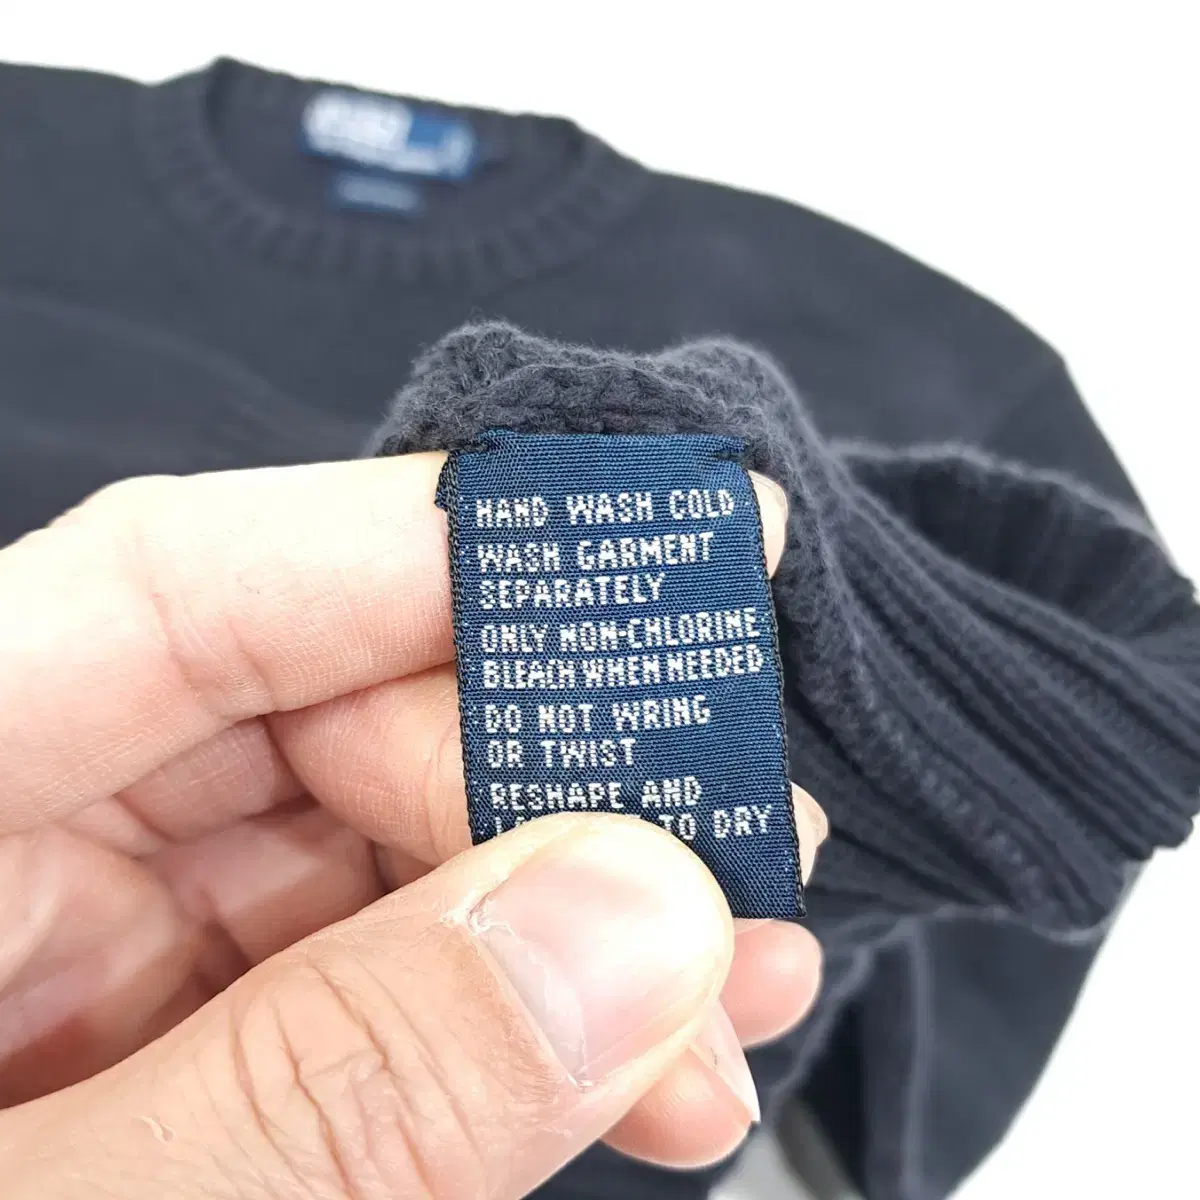 HAND WASH COLD
WASH GARMENT
SEPARATELY
ONLY NON-CHLORINE
BLEACH WHEN NEEDED
DO NOT WRING
OR TWIST
RESHAPE AND
TO DRY